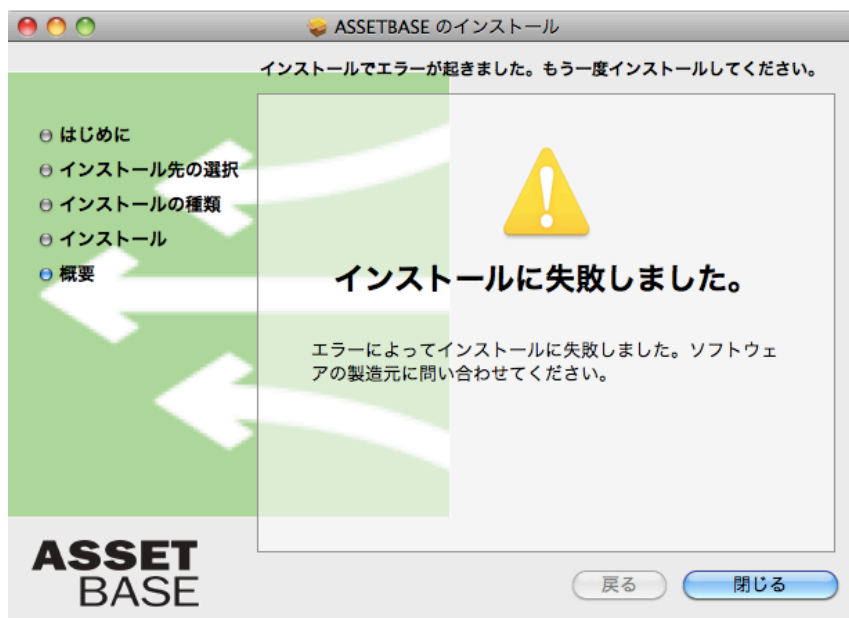 ASSETBASE のインストール
インストールでエラーが起きました。もう一度インストールしてください。
はじめに
インストール先の選択
インストールの種類
インストール
概要
インストールに失敗しました。
エラーによってインストールに失敗しました。ソフトウェ
アの製造元に問い合わせてください。
ASSET
BASE
戻る
閉じる